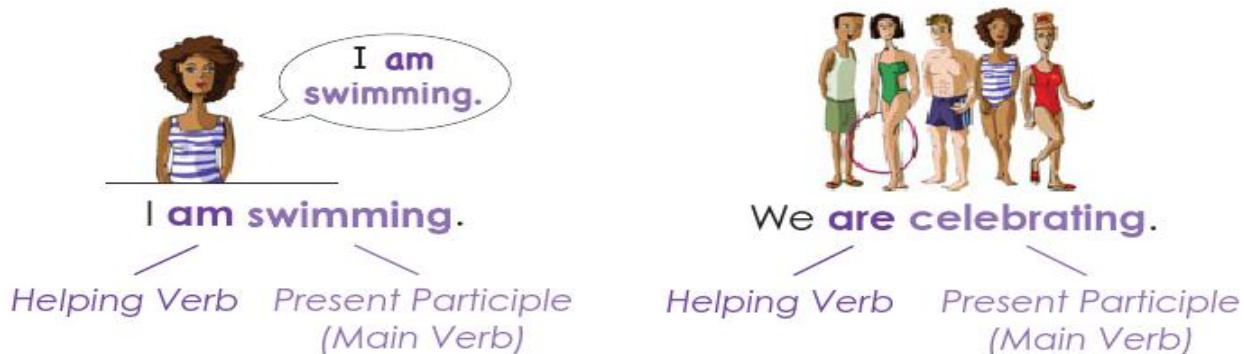 I am
swimming.
I am swimming.
Helping Verb
Present Participle
(Main Verb)
We are celebrating.
Helping Verb
Present Participle
(Main Verb)